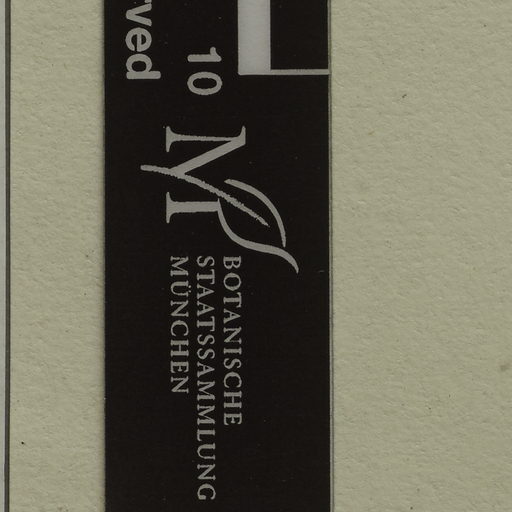 10
rved
BOTANISCHE
STAATSSAMMLUNG
MÜNCHEN